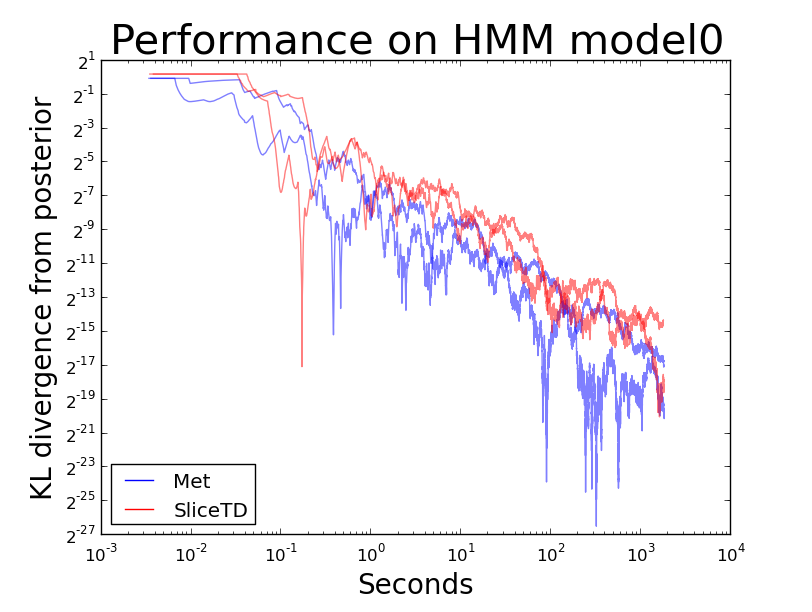 Performance on HMM model0
KL divergence from posterior
2^1
2^-1
2^-3
2^-5
2^-7
2^-9
2^-11
2^-13
2^-15
2^-17
2^-19
2^-21
2^-23
2^-25
2^-27
Met
SliceTD
10^-3 10^-2 10^-1 10^0 10^1 10^2 10^3 10^4
Seconds